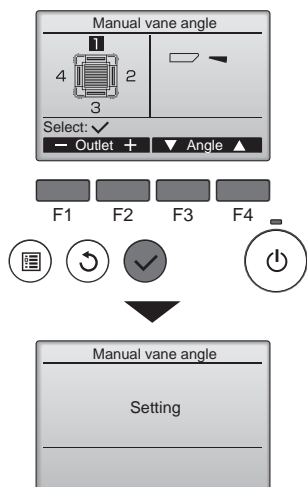 Manual vane angle
1
4 2
3
Select:
− Outlet + ▼ Angle ▲
F1 F2 F3 F4
Manual vane angle
Setting